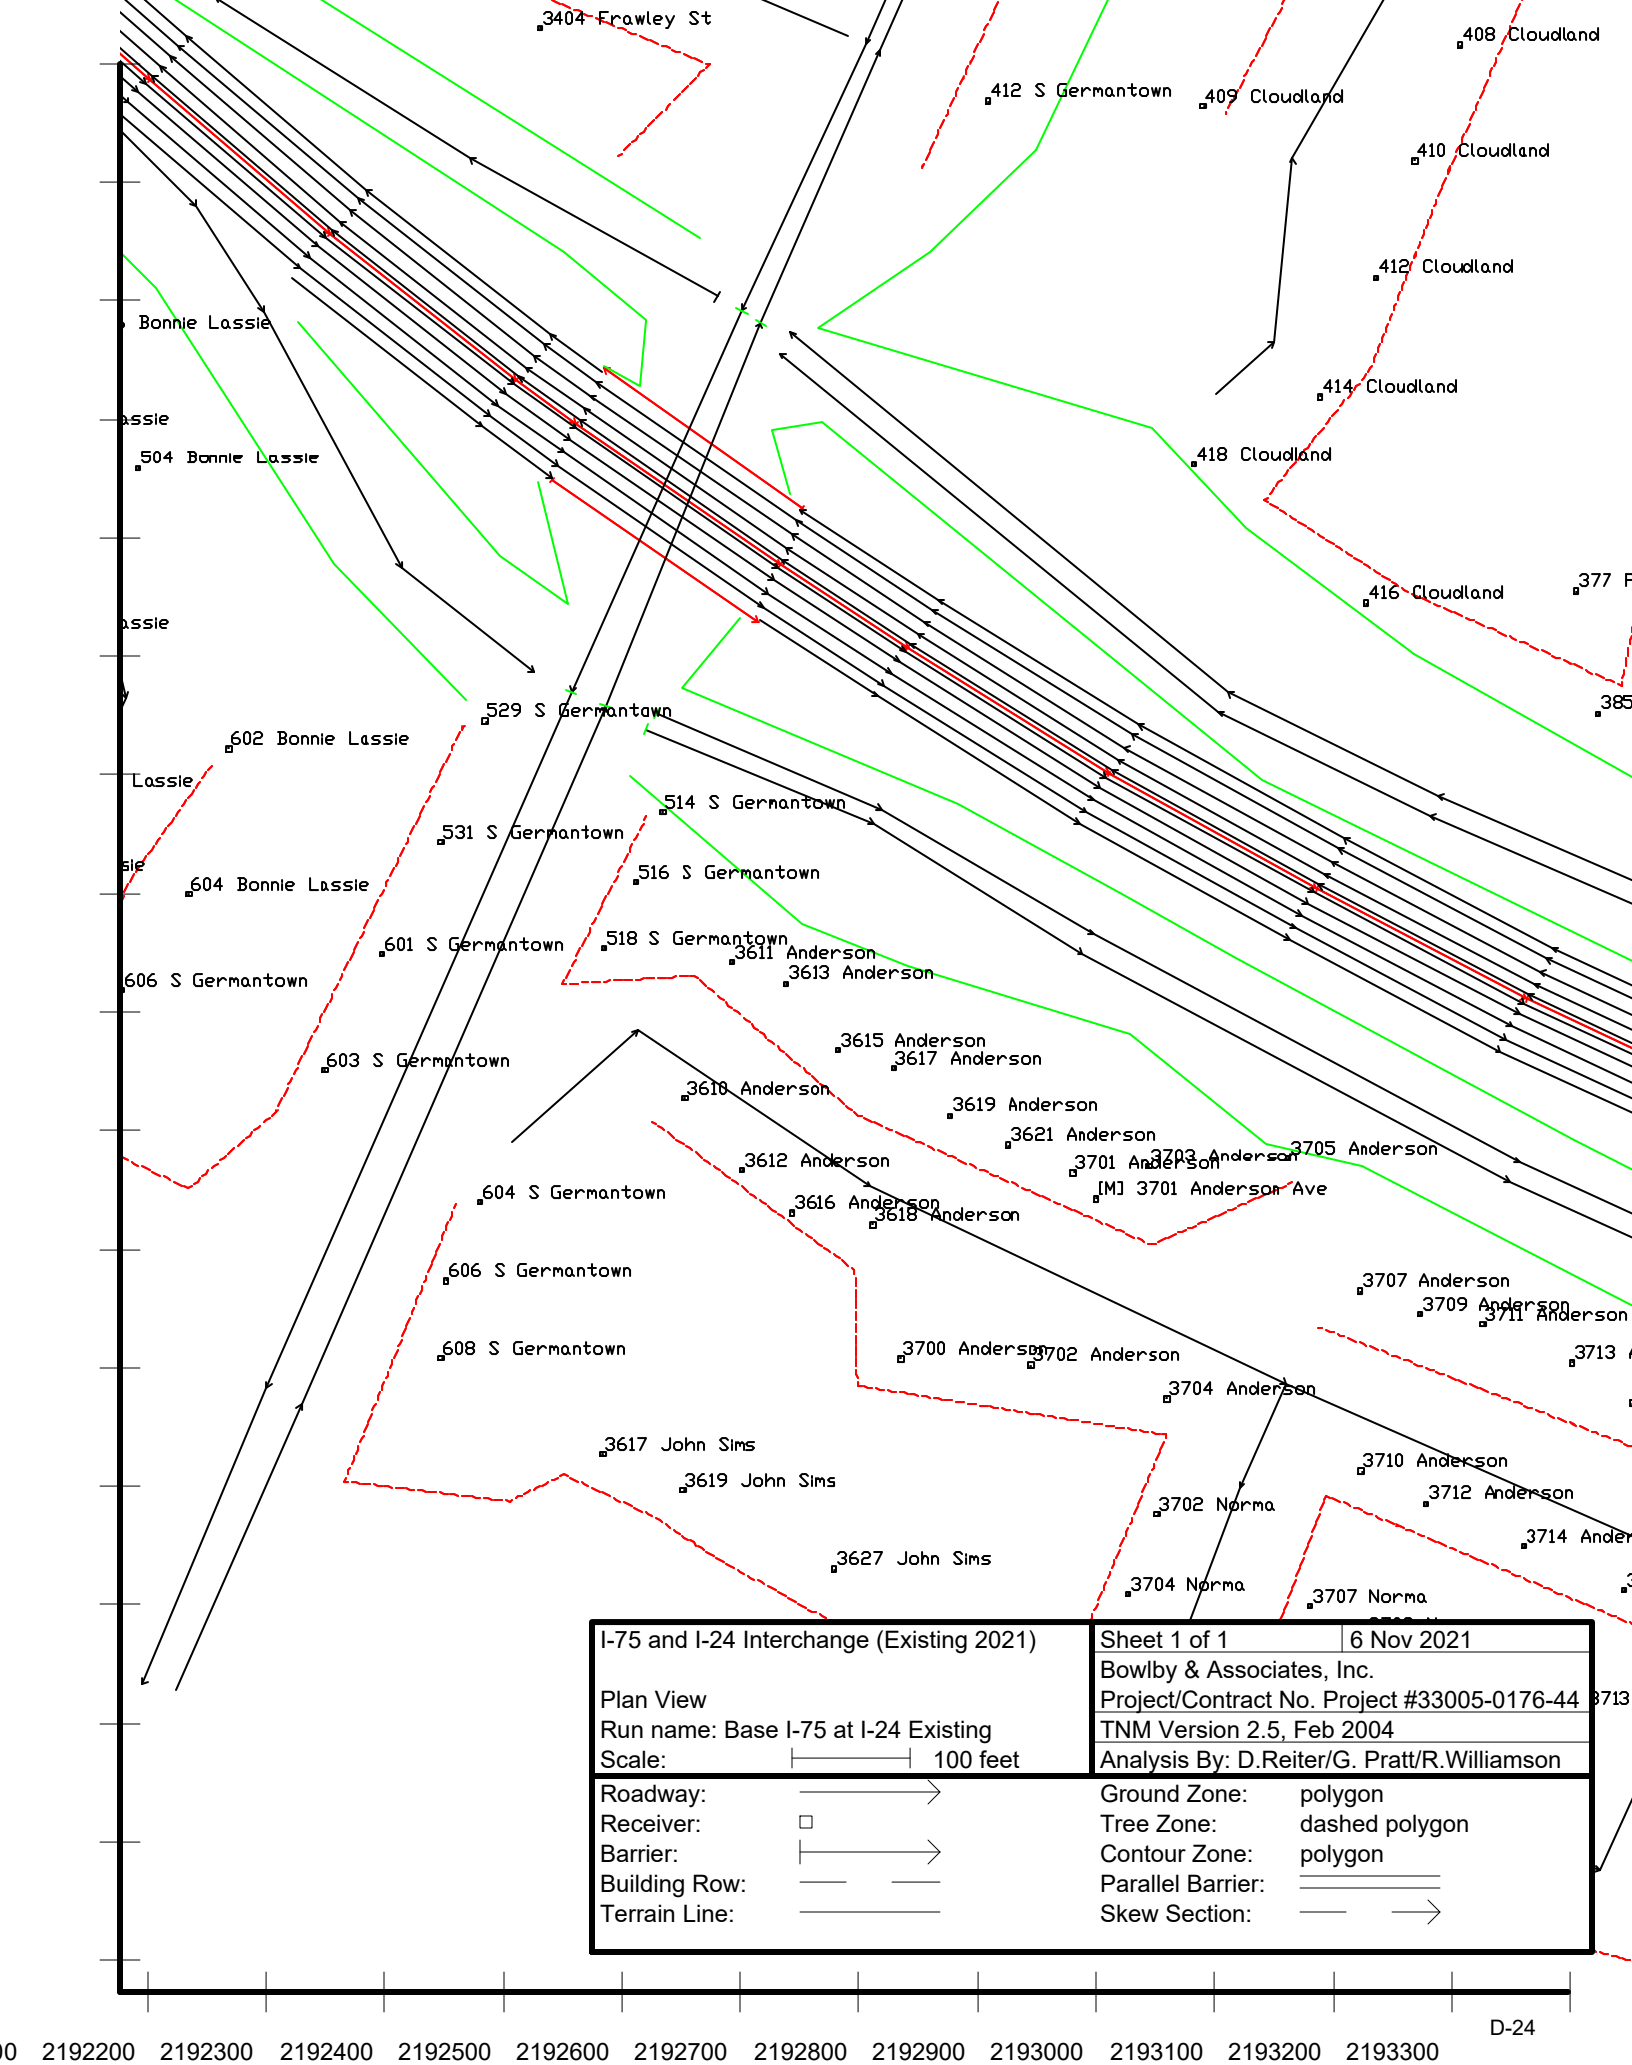 3404 Frawley St
408 Cloudland
412 S Germantown
409 Cloudland
410 Cloudland
412 Cloudland
Bonnie Lassie
414 Cloudland
assie
418 Cloudland
504 Bonnie Lassie
377 F
416 Cloudland
assie
385
529 S Germantown
602 Bonnie Lassie
Lassie
514 S Germantown
531 S Germantown
sie
516 S Germantown
604 Bonnie Lassie
518 S Germantown
601 S Germantown
3611 Anderson
3613 Anderson
606 S Germantown
3615 Anderson
3617 Anderson
603 S Germantown
3610 Anderson
3619 Anderson
3621 Anderson
3703 Anderson
3705 Anderson
3612 Anderson
3701 Anderson
[M] 3701 Anderson Ave
604 S Germantown
3616 Anderson
3618 Anderson
606 S Germantown
3707 Anderson
3709 Anderson
3711 Anderson
608 S Germantown
3700 Anderson
3702 Anderson
3713 A
3704 Anderson
3617 John Sims
3710 Anderson
3619 John Sims
3712 Anderson
3702 Norma
3714 Ander
3627 John Sims
3704 Norma
3707 Norma
I-75 and I-24 Interchange (Existing 2021)
Sheet 1 of 1
6 Nov 2021
Bowlby & Associates, Inc.
Plan View
Project/Contract No. Project #33005-0176-44
3713
Run name: Base I-75 at I-24 Existing
TNM Version 2.5, Feb 2004
Scale: 100 feet
Analysis By: D.Reiter/G. Pratt/R.Williamson
Roadway:
Ground Zone: polygon
Receiver:
Tree Zone: dashed polygon
Barrier:
Contour Zone: polygon
Building Row:
Parallel Barrier:
Terrain Line:
Skew Section:
D-24
00 2192200 2192300 2192400 2192500 2192600 2192700 2192800 2192900 2193000 2193100 2193200 2193300